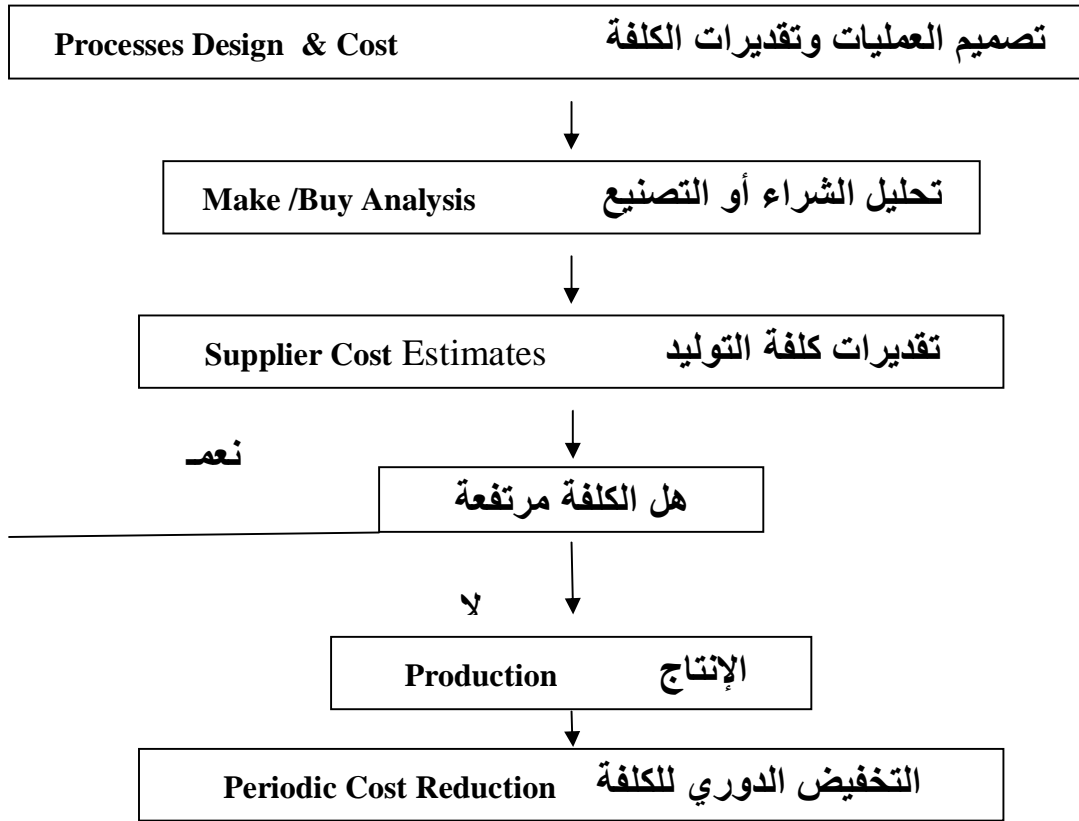 Processes Design & Cost تصميم العمليات وتقديرات الكلفة
Make /Buy Analysis تحليل الشراء أو التصنيع
Supplier Cost Estimates تقديرات كلفة التوليد
نعمـ
هل الكلفة مرتفعة
لا
Production الإنتاج
Periodic Cost Reduction التخفيض الدوري للكلفة